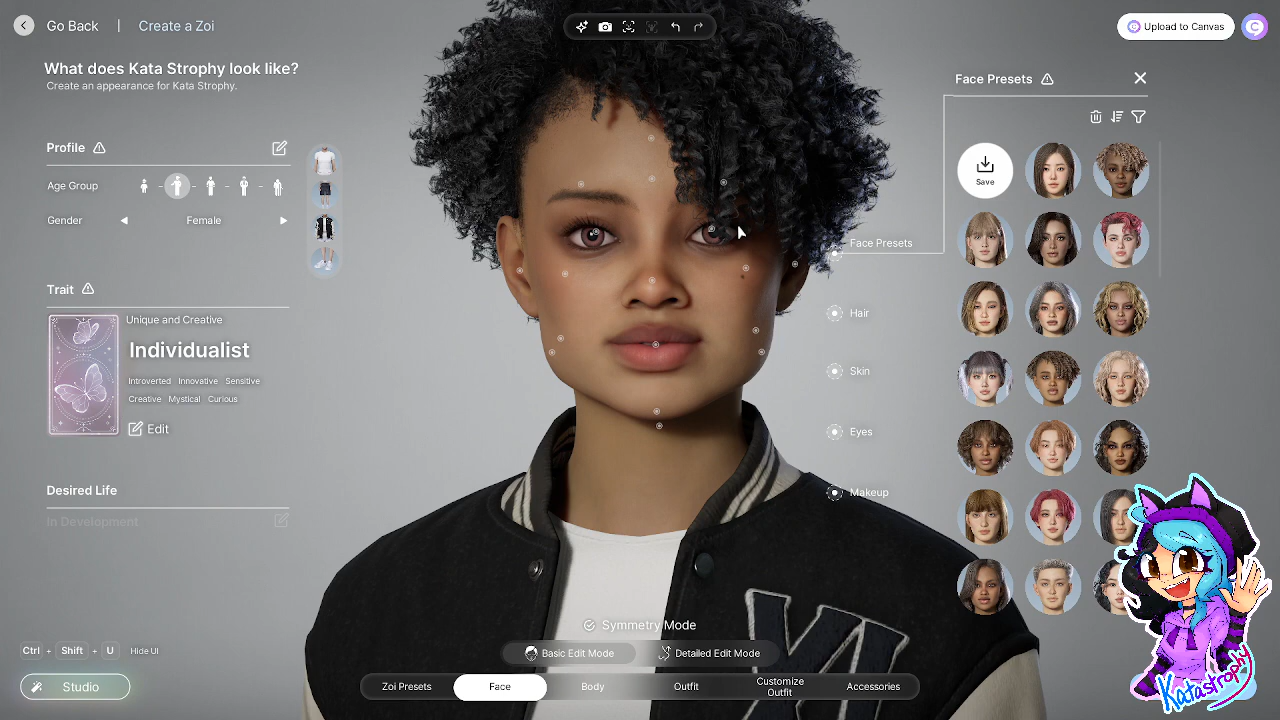 Go Back | Create a Zoi
Upload to Canvas
What does Kata Strophy look like?
Create an appearance for Kata Strophy.
Face Presets
Profile
Age Group
Gender Female
Save
Face Presets
Trait
Unique and Creative
Individualist
Introverted Innovative Sensitive
Creative Mystical Curious
Edit
Hair
Skin
Eyes
Makeup
Desired Life
In Development
Symmetry Mode
Basic Edit Mode Detailed Edit Mode
Ctrl + Shift + U Hide UI
Studio
Zoi Presets Face Body Outfit Customize Outfit Accessories
Katastrophy